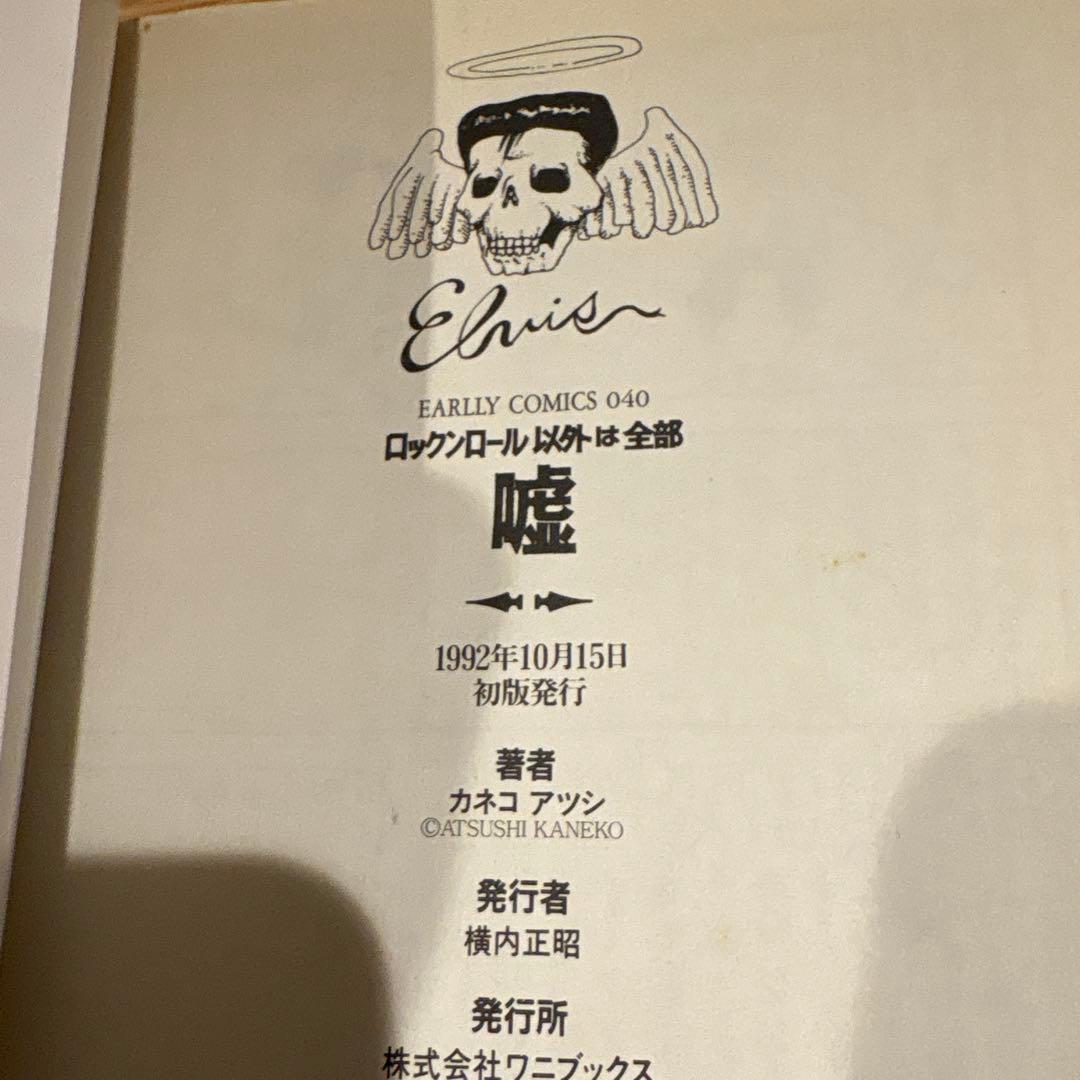 Elvis
EARLLY COMICS 040
ロックンロール以外は全部
嘘
1992年10月15日
初版発行
著者
カネコ アツシ
©ATSUSHI KANEKO
発行者
横内正昭
発行所
株式会社ワニブックス